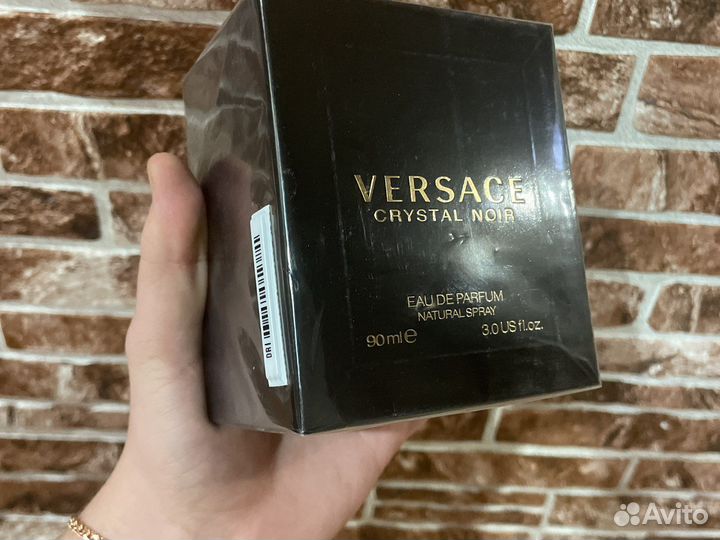 VERSACE
CRYSTAL NOIR
EAU DE PARFUM
NATURAL SPRAY
90 ml e 3.0 US fl.oz.
Avito